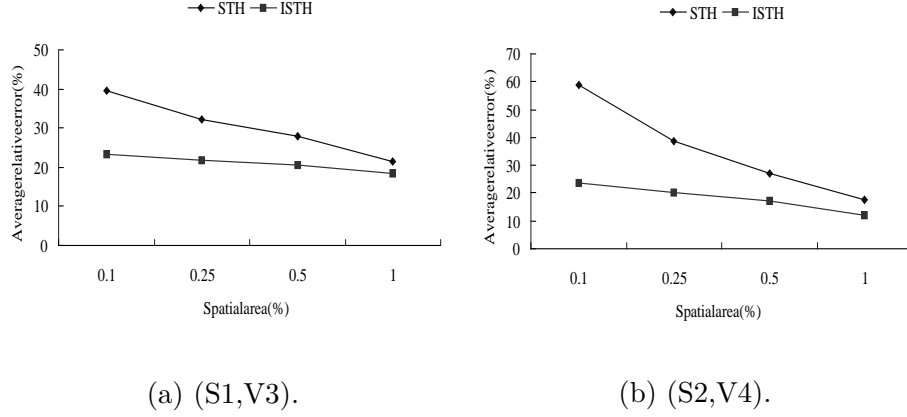 STH ISTH
Averagerelativeerror(%)
50
40
30
20
10
0
0.1 0.25 0.5 1
Spatialarea(%)
(a) (S1,V3).
STH ISTH
Averagerelativeerror(%)
70
60
50
40
30
20
10
0
0.1 0.25 0.5 1
Spatialarea(%)
(b) (S2,V4).